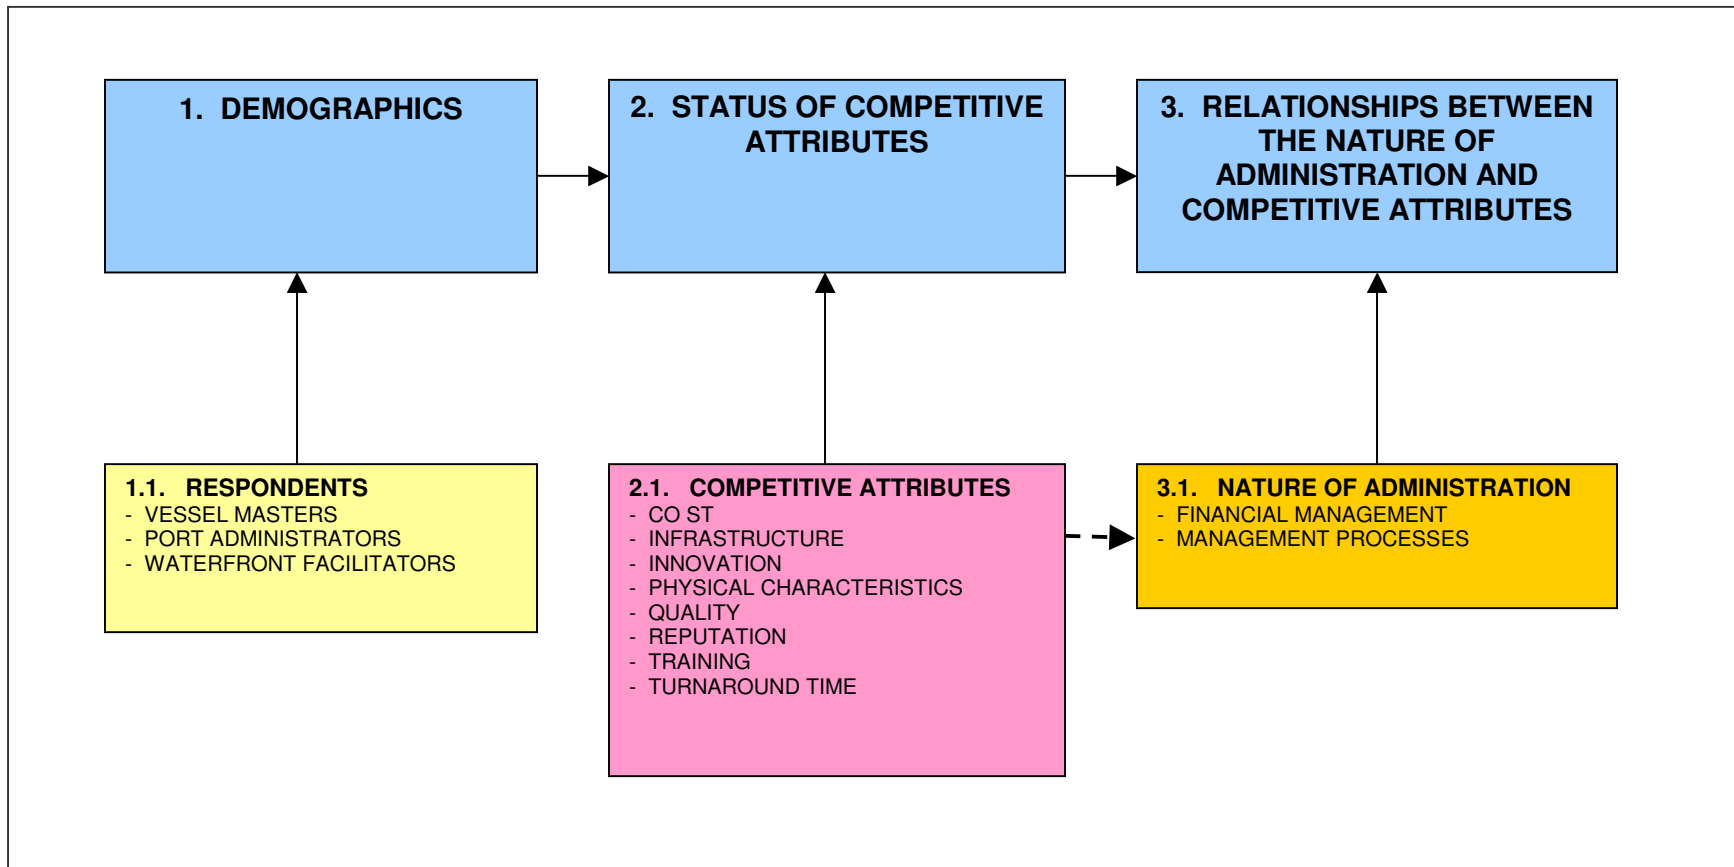 1. DEMOGRAPHICS
2. STATUS OF COMPETITIVE
ATTRIBUTES
3. RELATIONSHIPS BETWEEN
THE NATURE OF
ADMINISTRATION AND
COMPETITIVE ATTRIBUTES
1.1. RESPONDENTS
- VESSEL MASTERS
- PORT ADMINISTRATORS
- WATERFRONT FACILITATORS
2.1. COMPETITIVE ATTRIBUTES
- CO ST
- INFRASTRUCTURE
- INNOVATION
- PHYSICAL CHARACTERISTICS
- QUALITY
- REPUTATION
- TRAINING
- TURNAROUND TIME
3.1. NATURE OF ADMINISTRATION
- FINANCIAL MANAGEMENT
- MANAGEMENT PROCESSES